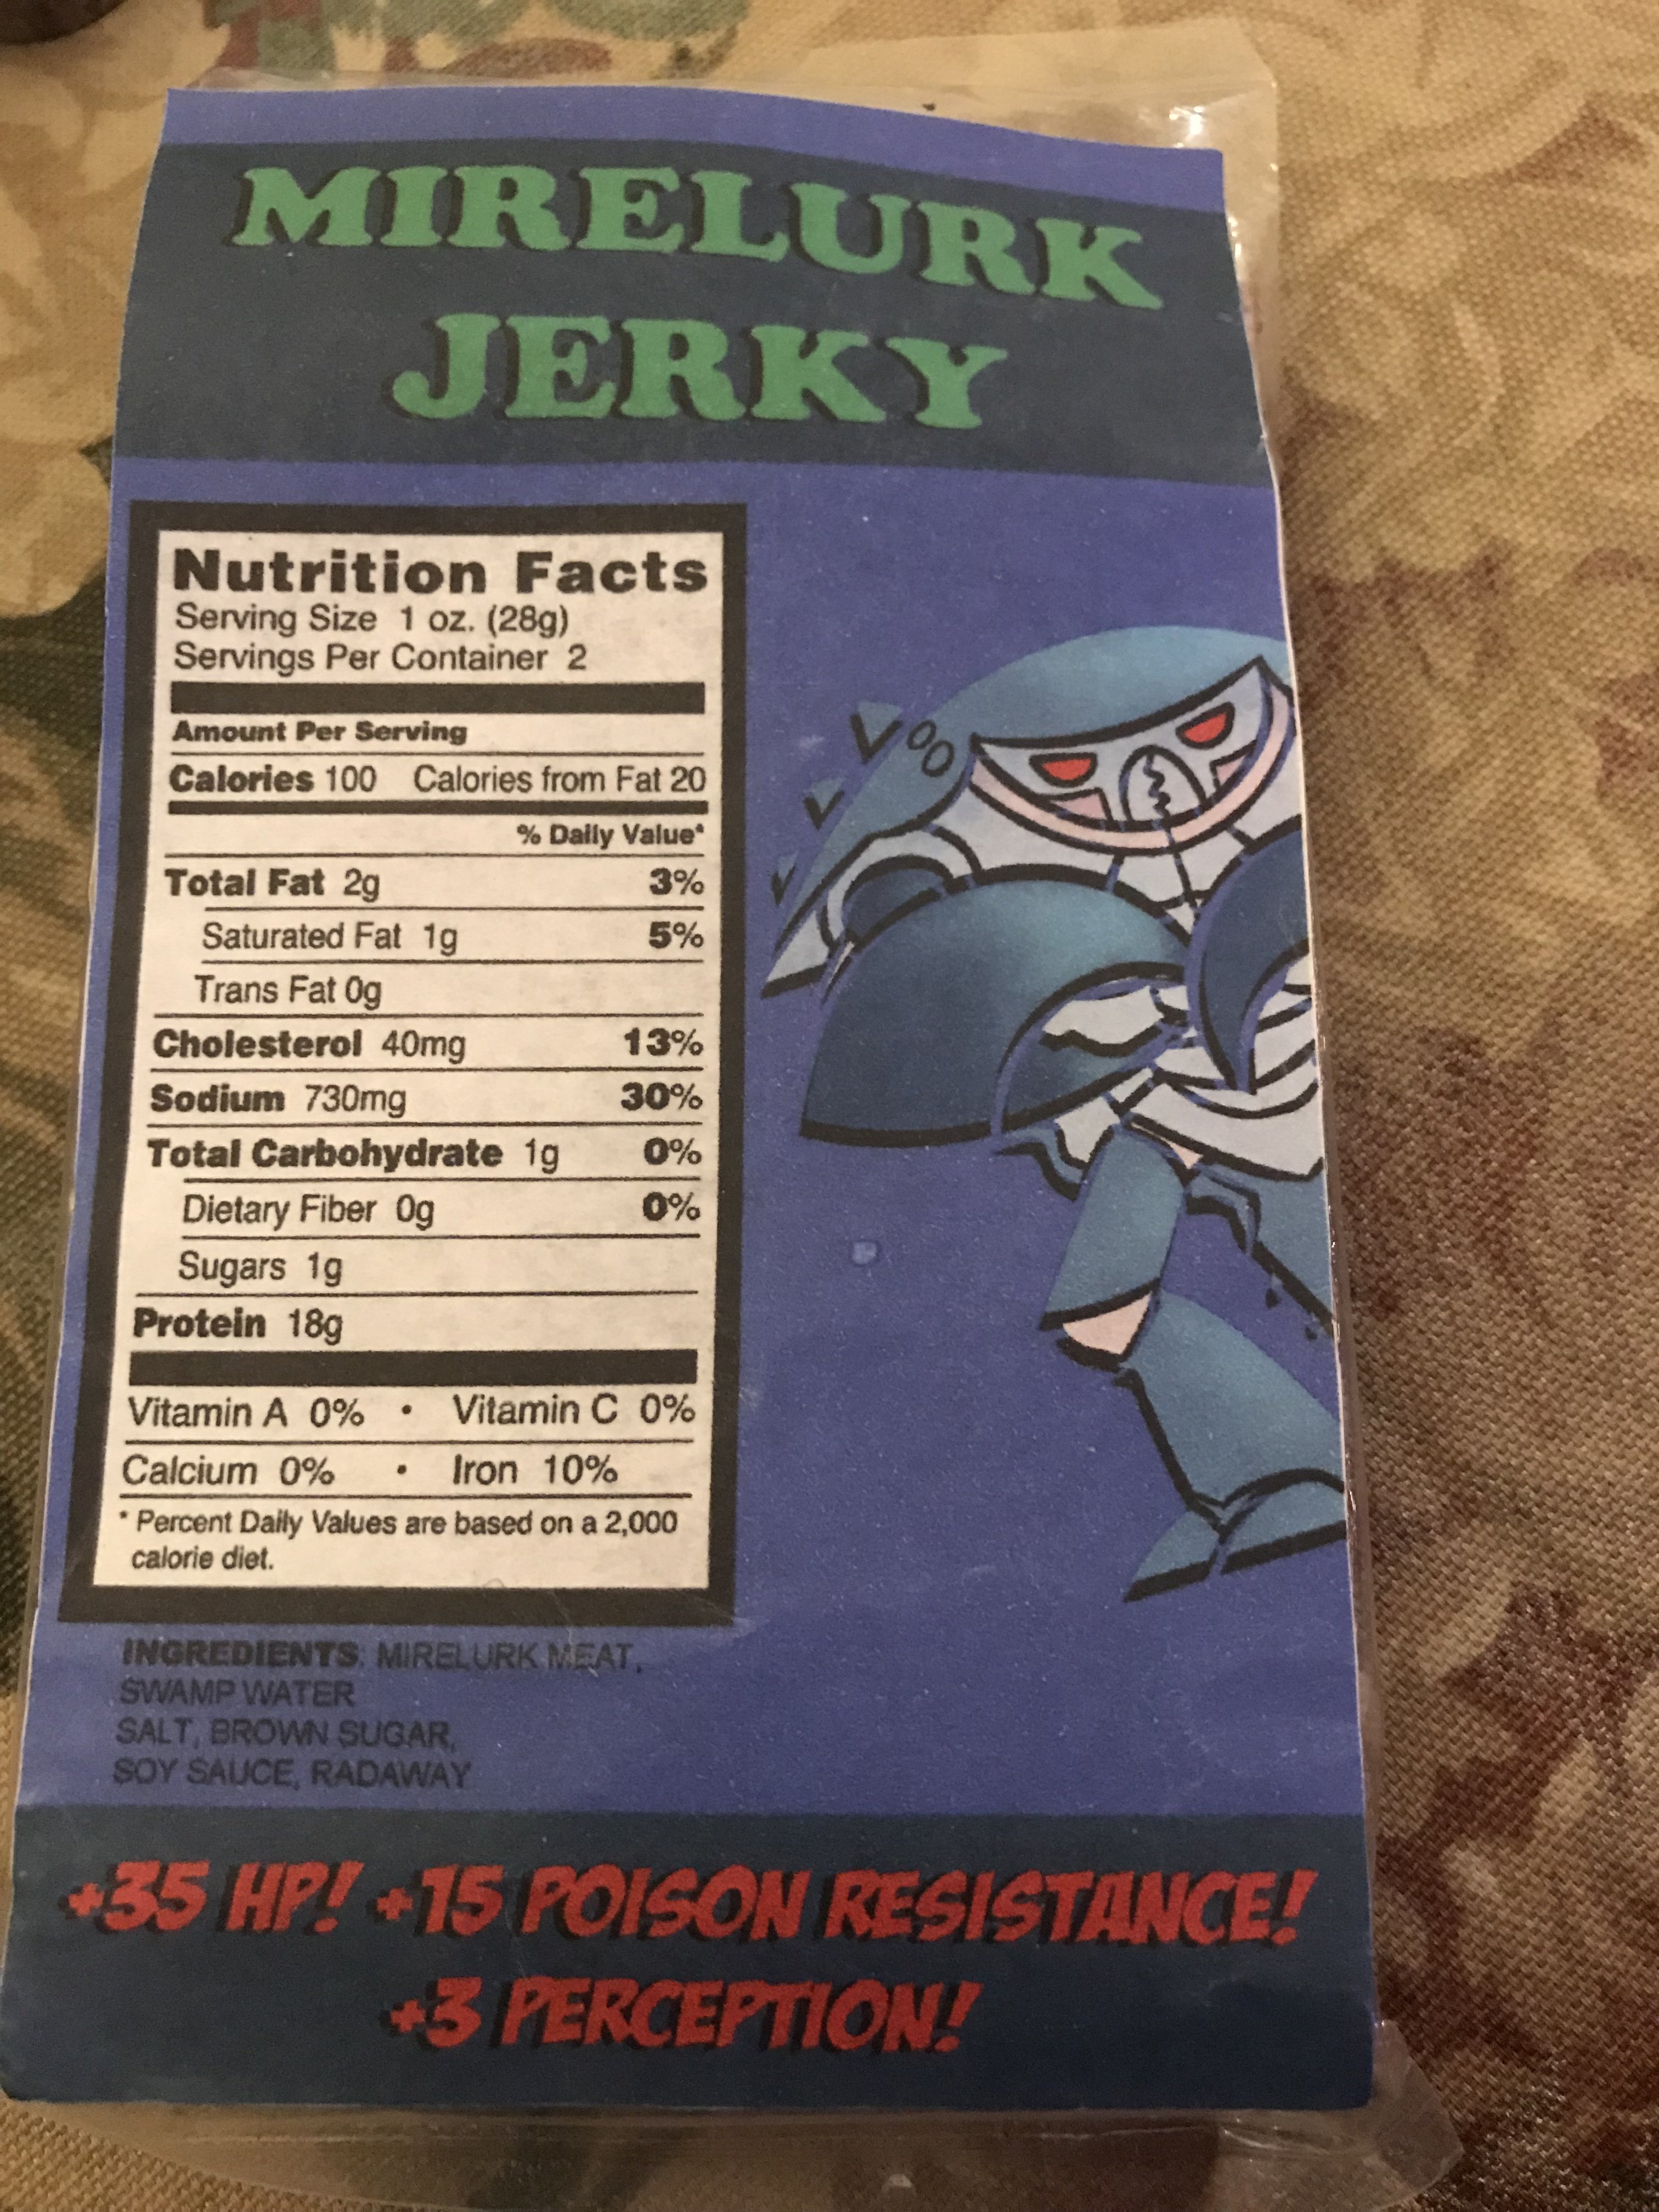 MIRELURK
JERKY
Nutrition Facts
Serving Size 1 oz. (28g)
Servings Per Container 2
Amount Per Serving
Calories 100 Calories from Fat 20
% Daily Value*
Total Fat 2g 3%
Saturated Fat 1g 5%
Trans Fat 0g
Cholesterol 40mg 13%
Sodium 730mg 30%
Total Carbohydrate 1g 0%
Dietary Fiber 0g 0%
Sugars 1g
Protein 18g
Vitamin A 0% • Vitamin C 0%
Calcium 0% • Iron 10%
* Percent Daily Values are based on a 2,000
calorie diet.
INGREDIENTS: MIRELURK MEAT,
SWAMP WATER
SALT, BROWN SUGAR,
SOY SAUCE, RADAWAY
+35 HP! +15 POISON RESISTANCE!
+3 PERCEPTION!